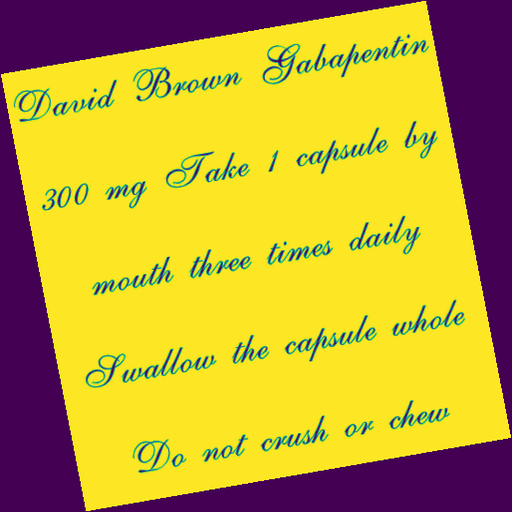 David Brown Gabapentin
300 mg Take 1 capsule by
mouth three times daily
Swallow the capsule whole
Do not crush or chew